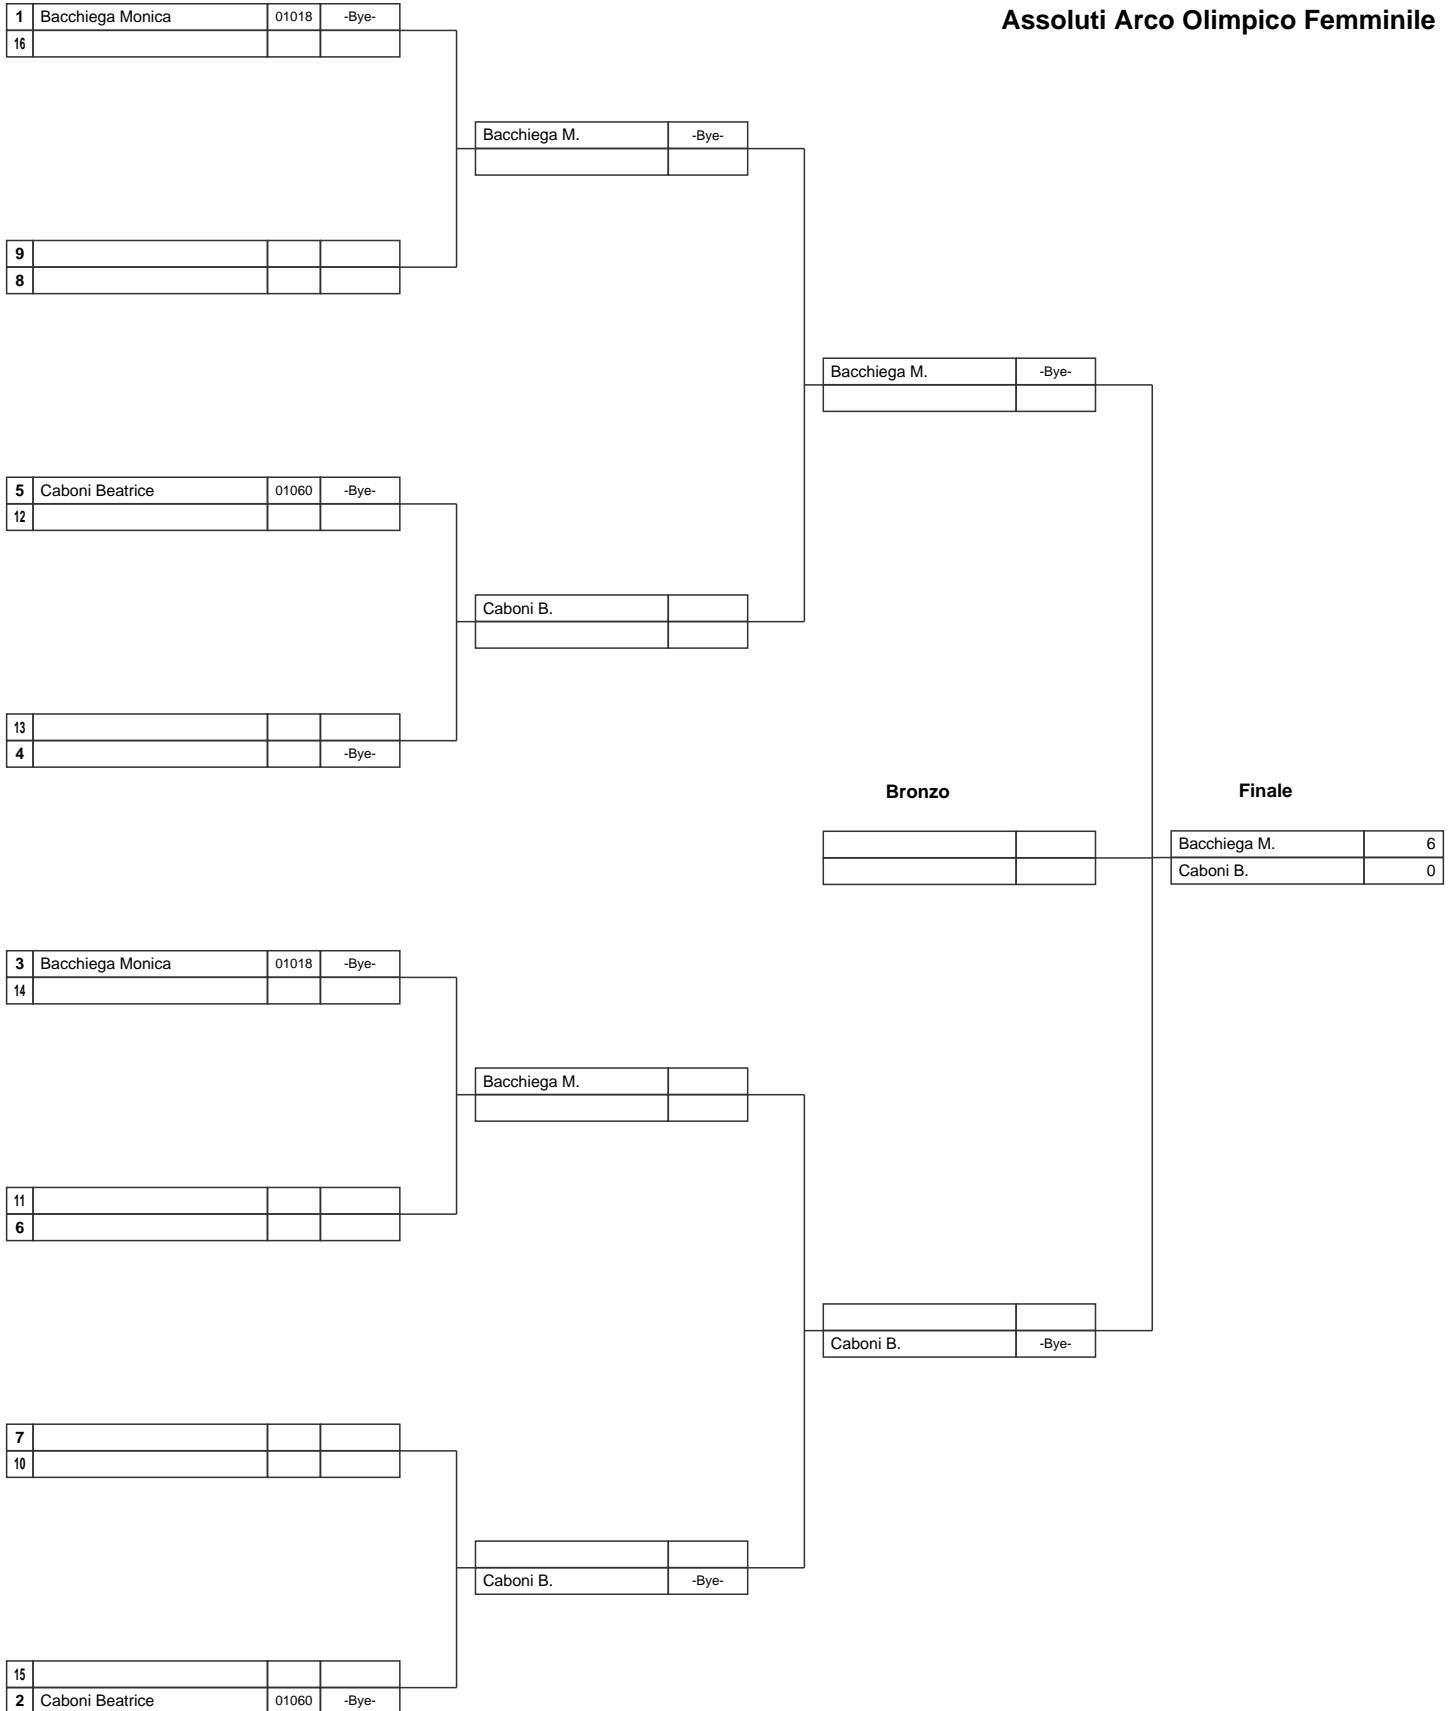 Assoluti Arco Olimpico Femminile
1 Bacchiega Monica 01018 -Bye-
16
Bacchiega M. -Bye-
9
8
Bacchiega M. -Bye-
5 Caboni Beatrice 01060 -Bye-
12
Caboni B.
13
4 -Bye-
Bronzo Finale
Bacchiega M. 6
Caboni B. 0
3 Bacchiega Monica 01018 -Bye-
14
Bacchiega M.
11
6
Caboni B. -Bye-
7
10
Caboni B. -Bye-
15
2 Caboni Beatrice 01060 -Bye-